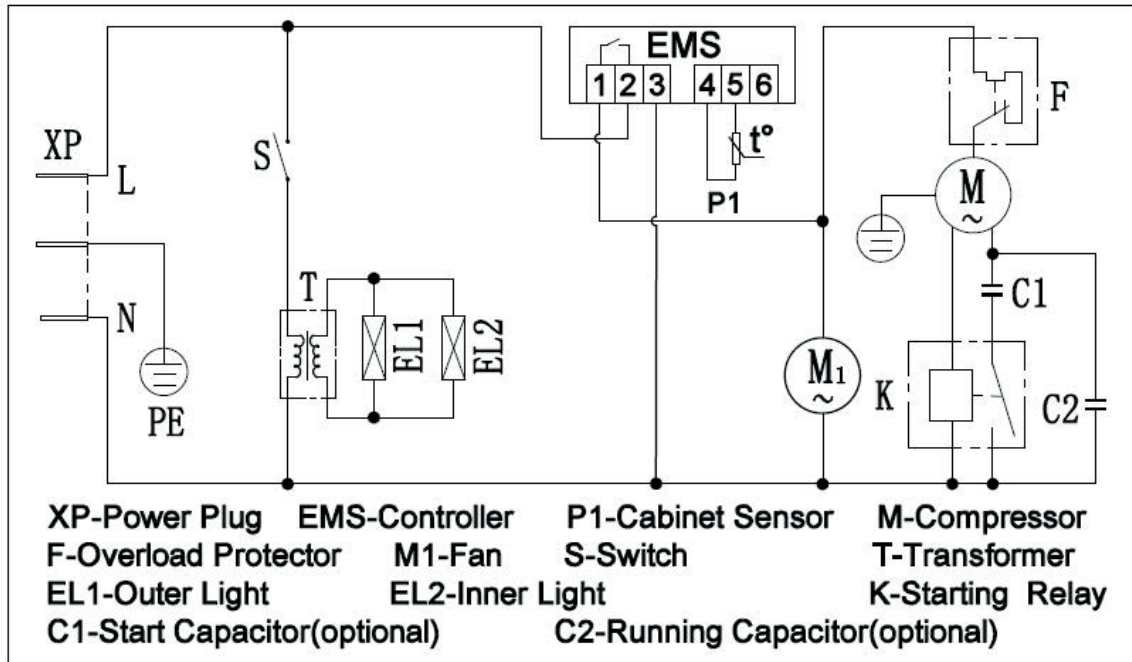 EMS
1 2 3 4 5 6
F
XP
S
t°
L
P1
M
~
T
C1
N
EL1
EL2
M1
~
K
C2
PE
XP-Power Plug EMS-Controller P1-Cabinet Sensor M-Compressor
F-Overload Protector M1-Fan S-Switch T-Transformer
EL1-Outer Light EL2-Inner Light K-Starting Relay
C1-Start Capacitor(optional) C2-Running Capacitor(optional)